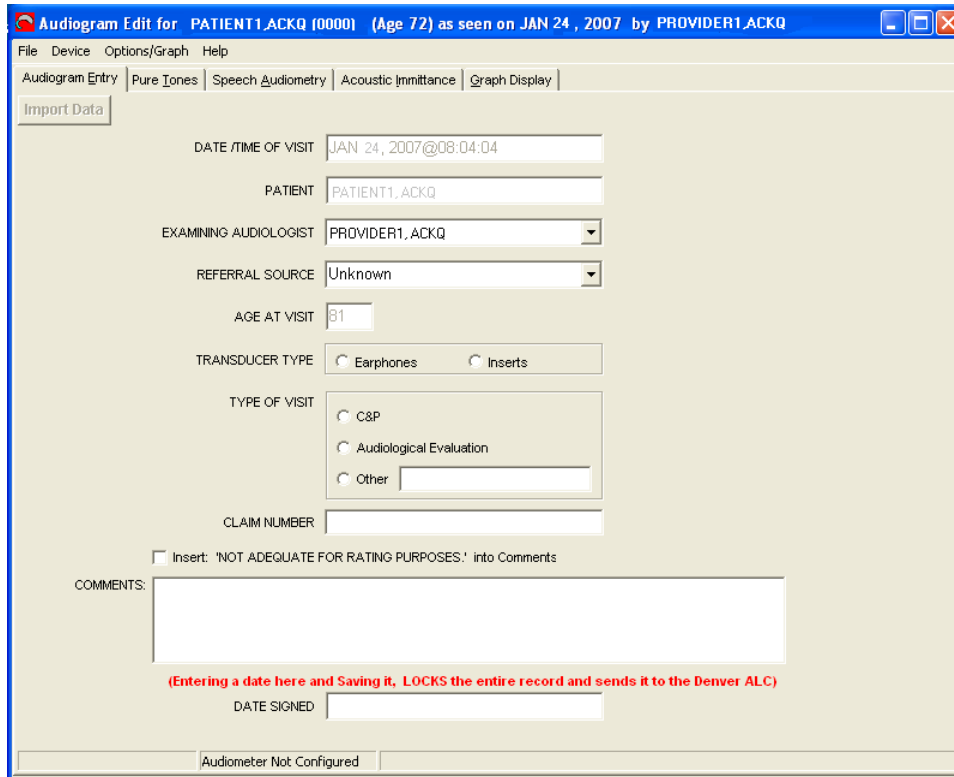 Audiogram Edit for PATIENT1,ACKQ (0000) (Age 72) as seen on JAN 24 , 2007 by PROVIDER1,ACKQ
File Device Options/Graph Help
Audiogram Entry Pure Tones Speech Audiometry Acoustic Immittance Graph Display
Import Data
DATE /TIME OF VISIT JAN 24, 2007@08:04:04
PATIENT PATIENT1, ACKQ
EXAMINING AUDIOLOGIST PROVIDER1, ACKQ
REFERRAL SOURCE Unknown
AGE AT VISIT 81
TRANSDUCER TYPE Earphones Inserts
TYPE OF VISIT
C&P
Audiological Evaluation
Other
CLAIM NUMBER
Insert: 'NOT ADEQUATE FOR RATING PURPOSES.' into Comments
COMMENTS:
(Entering a date here and Saving it, LOCKS the entire record and sends it to the Denver ALC)
DATE SIGNED
Audiometer Not Configured